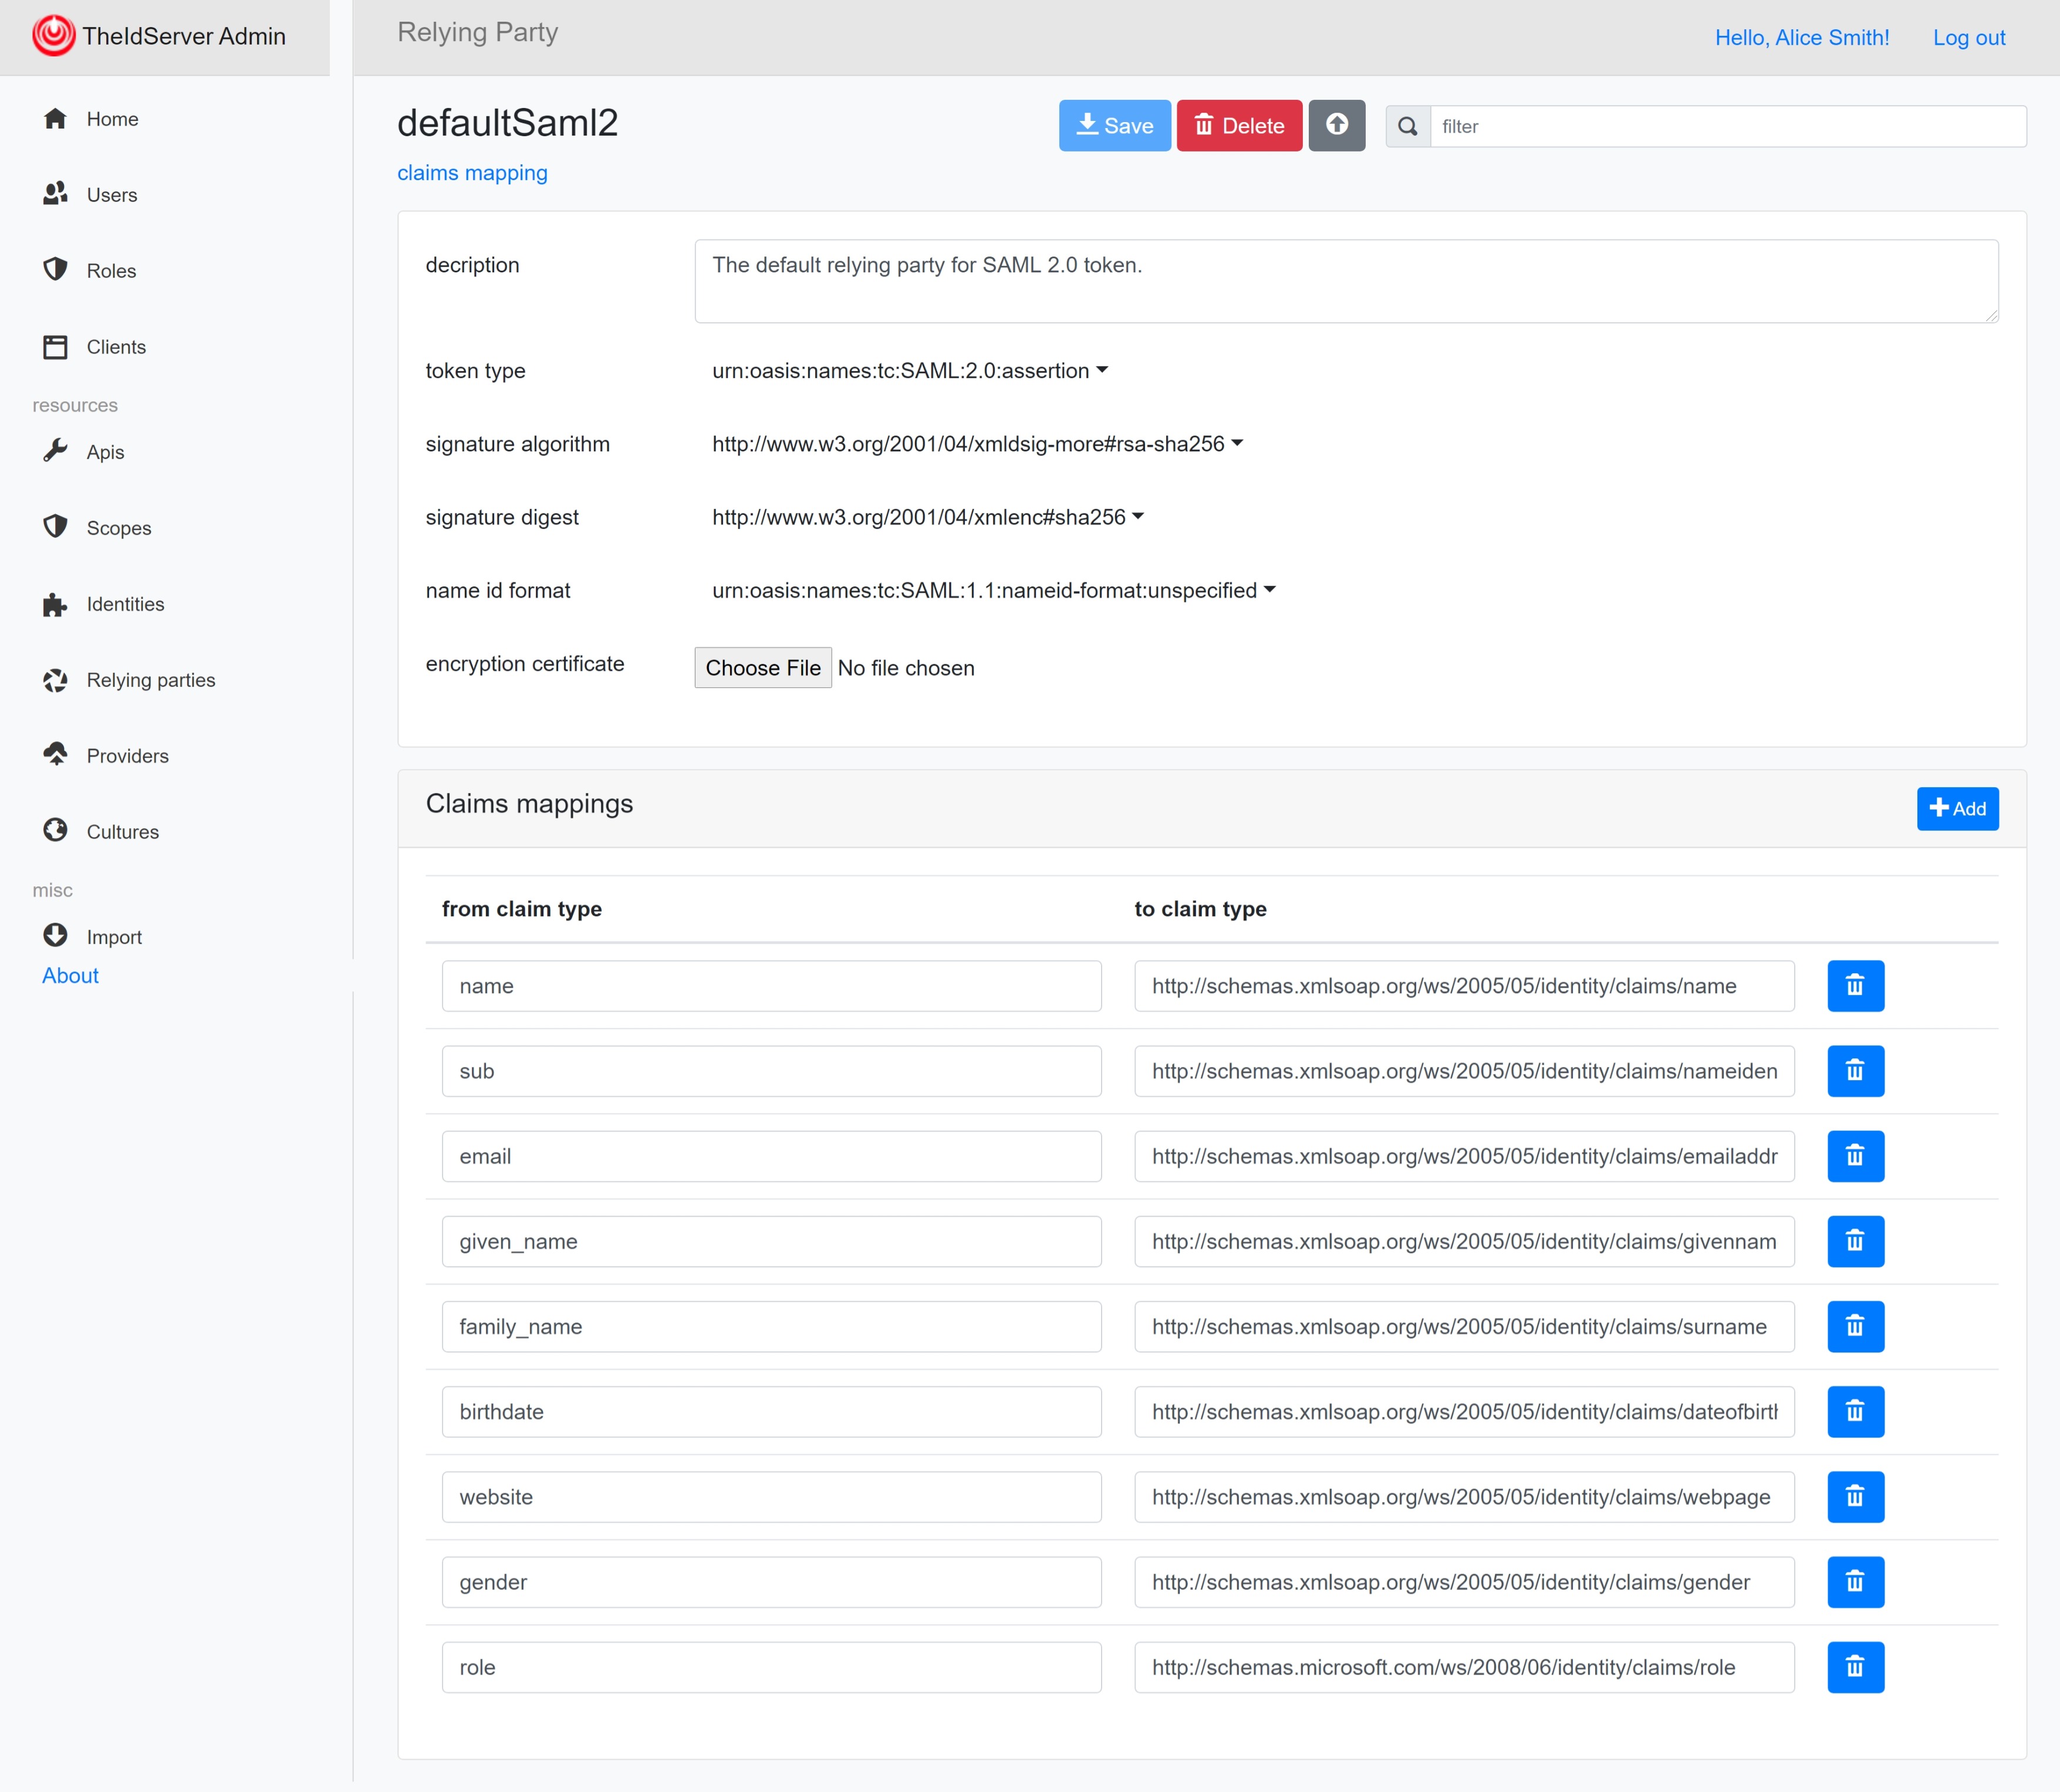 TheIdServer Admin
Relying Party
Hello, Alice Smith!
Log out
Home
Users
Roles
Clients
resources
Apis
Scopes
Identities
Relying parties
Providers
Cultures
misc
Import
About
defaultSaml2
Save
Delete
filter
claims mapping
decription
The default relying party for SAML 2.0 token.
token type
urn:oasis:names:tc:SAML:2.0:assertion
signature algorithm
http://www.w3.org/2001/04/xmldsig-more#rsa-sha256
signature digest
http://www.w3.org/2001/04/xmlenc#sha256
name id format
urn:oasis:names:tc:SAML:1.1:nameid-format:unspecified
encryption certificate
Choose File No file chosen
Claims mappings
Add
from claim type
to claim type
name
http://schemas.xmlsoap.org/ws/2005/05/identity/claims/name
sub
http://schemas.xmlsoap.org/ws/2005/05/identity/claims/nameiden
email
http://schemas.xmlsoap.org/ws/2005/05/identity/claims/emailaddr
given_name
http://schemas.xmlsoap.org/ws/2005/05/identity/claims/givennam
family_name
http://schemas.xmlsoap.org/ws/2005/05/identity/claims/surname
birthdate
http://schemas.xmlsoap.org/ws/2005/05/identity/claims/dateofbirth
website
http://schemas.xmlsoap.org/ws/2005/05/identity/claims/webpage
gender
http://schemas.xmlsoap.org/ws/2005/05/identity/claims/gender
role
http://schemas.microsoft.com/ws/2008/06/identity/claims/role